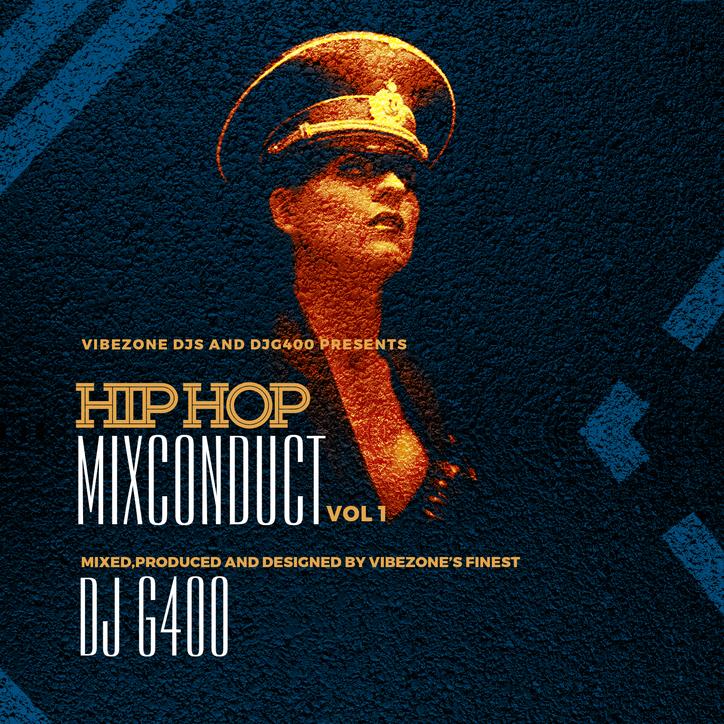 VIBEZONE DJS AND DJG400 PRESENTS
HIP HOP
MIXCONDUCT VOL 1
MIXED,PRODUCED AND DESIGNED BY VIBEZONE'S FINEST
DJ G400